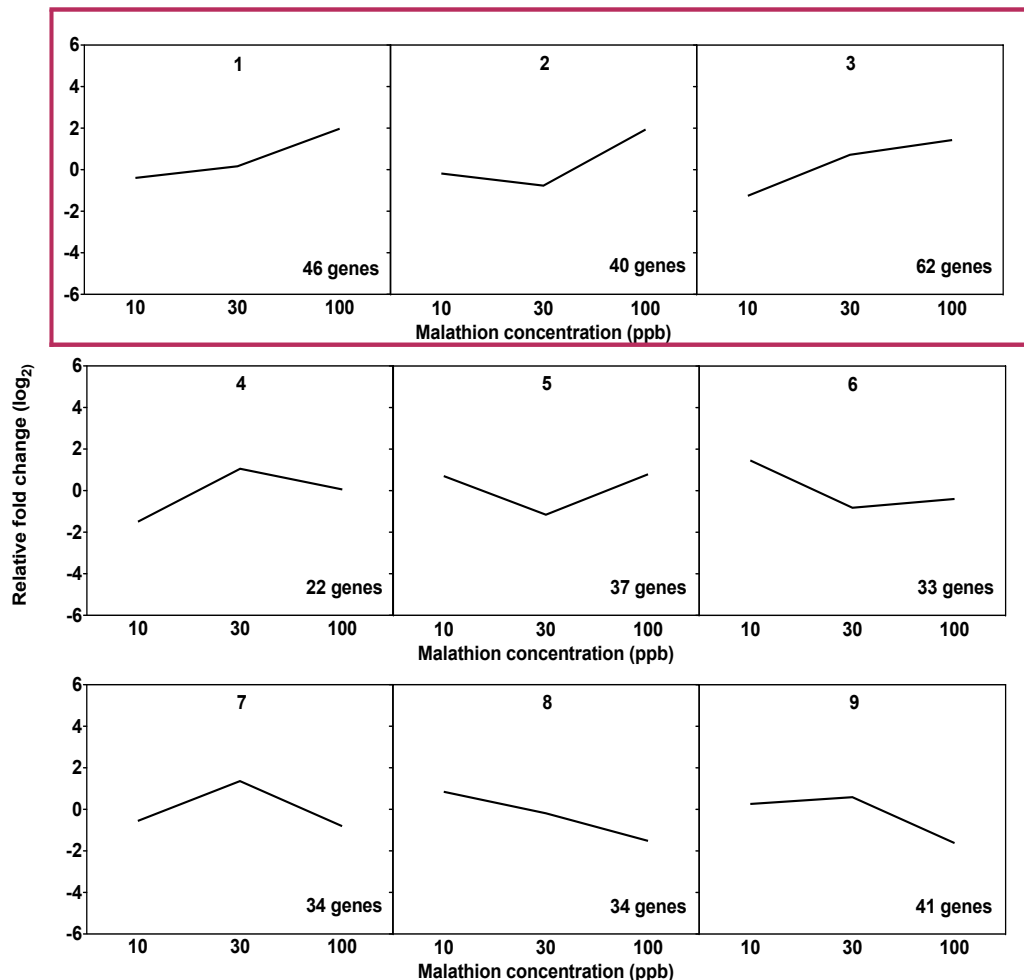 1 2 3
6
4
2
0
-2
-4
-6
46 genes 40 genes 62 genes
10 30 100 10 30 100 10 30 100
Malathion concentration (ppb)
Relative fold change (log₂)
4 5 6
6
4
2
0
-2
-4
-6
22 genes 37 genes 33 genes
10 30 100 10 30 100 10 30 100
Malathion concentration (ppb)
7 8 9
6
4
2
0
-2
-4
-6
34 genes 34 genes 41 genes
10 30 100 10 30 100 10 30 100
Malathion concentration (ppb)